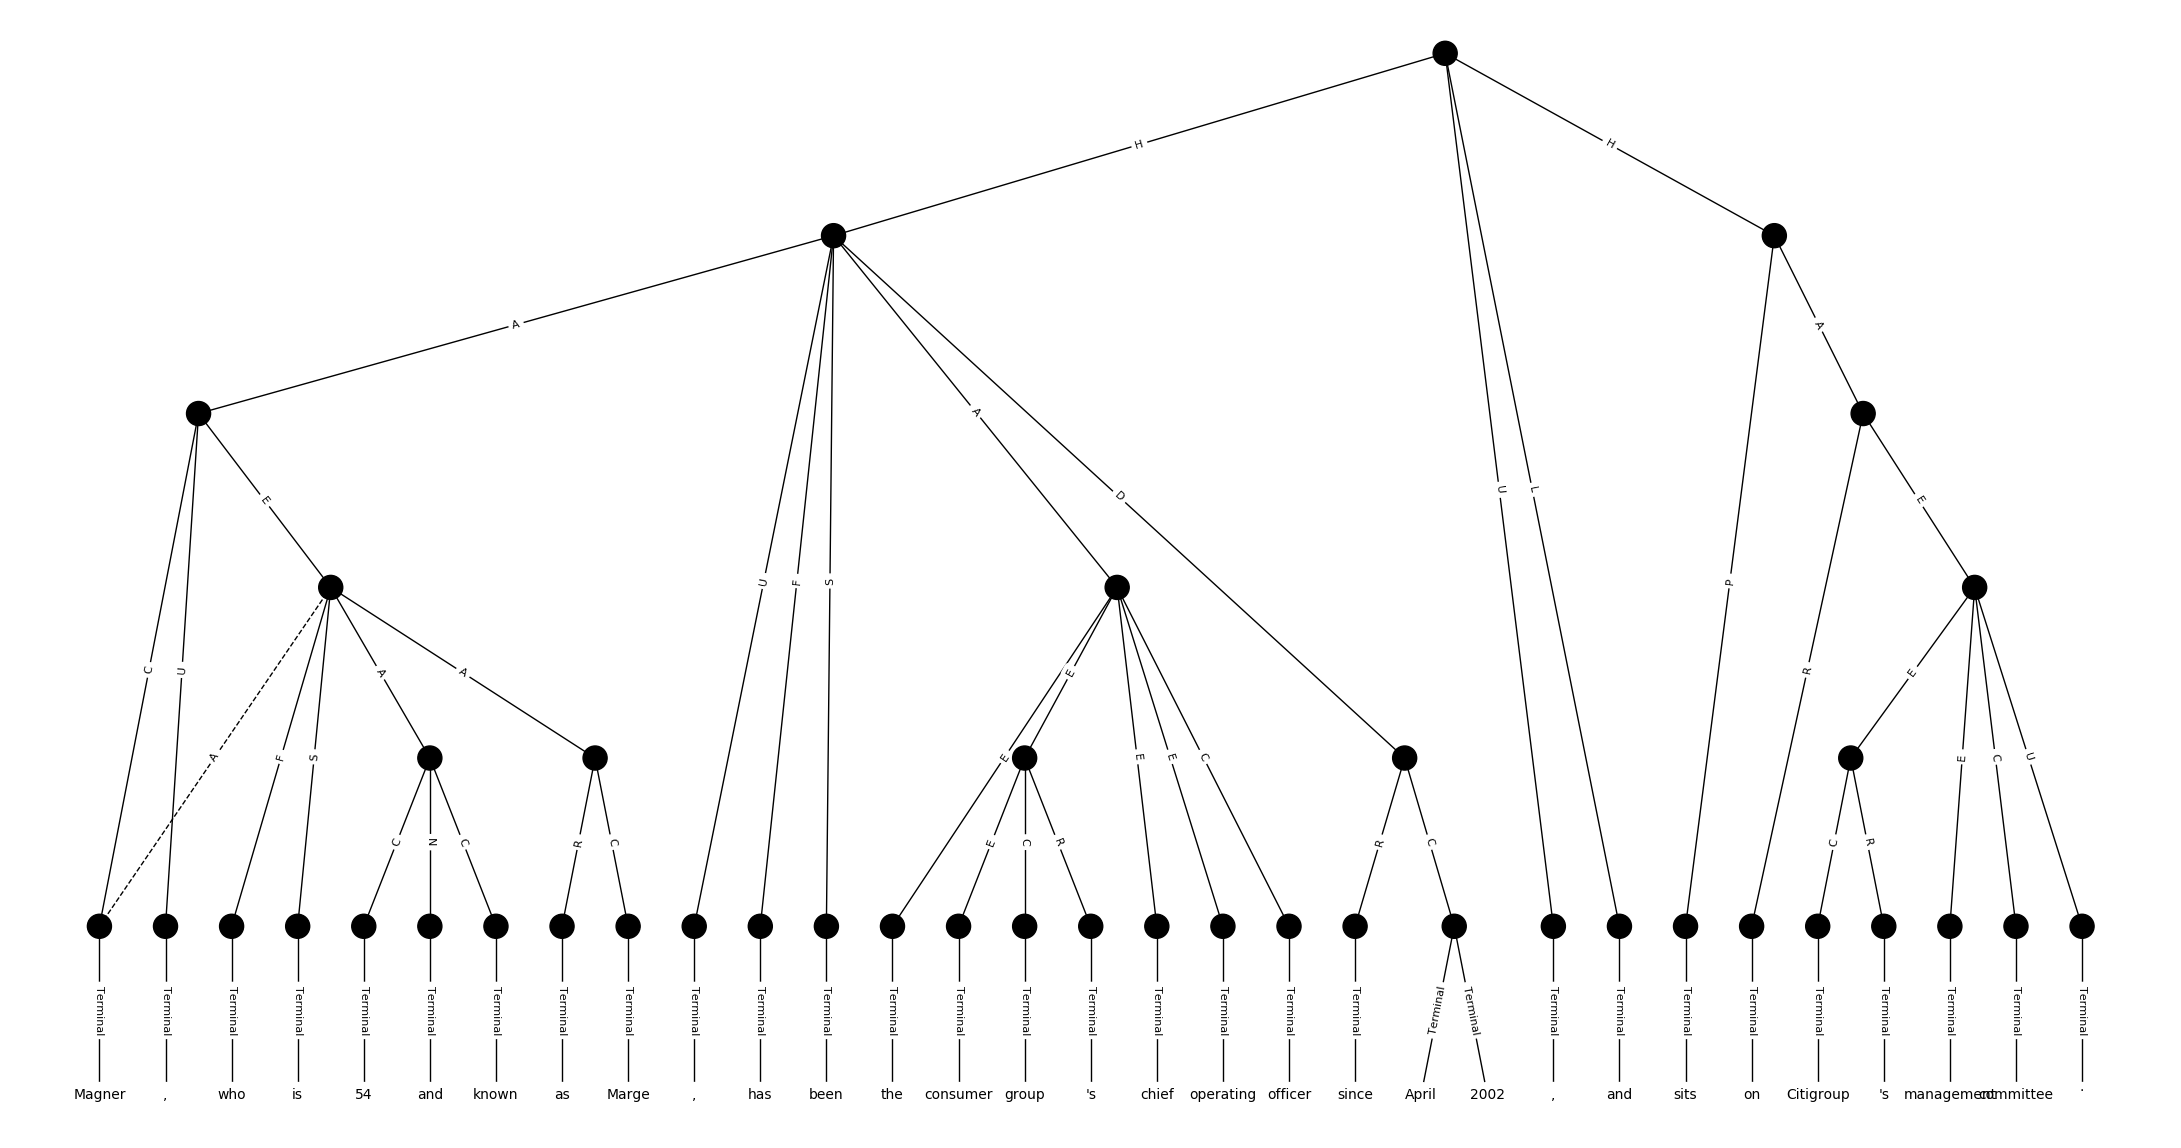 H H
A A
A
E E
D
U L
U F S P
C U A A E R E
A F S E E E C E C U
C N C R C E C R R C C R
Terminal Terminal Terminal Terminal Terminal Terminal Terminal Terminal Terminal Terminal Terminal Terminal Terminal Terminal Terminal Terminal Terminal Terminal Terminal Terminal Terminal Terminal Terminal Terminal Terminal Terminal Terminal Terminal Terminal Terminal Terminal
Magner , who is 54 and known as Marge , has been the consumer group 's chief operating officer since April 2002 , and sits on Citigroup 's management committee .